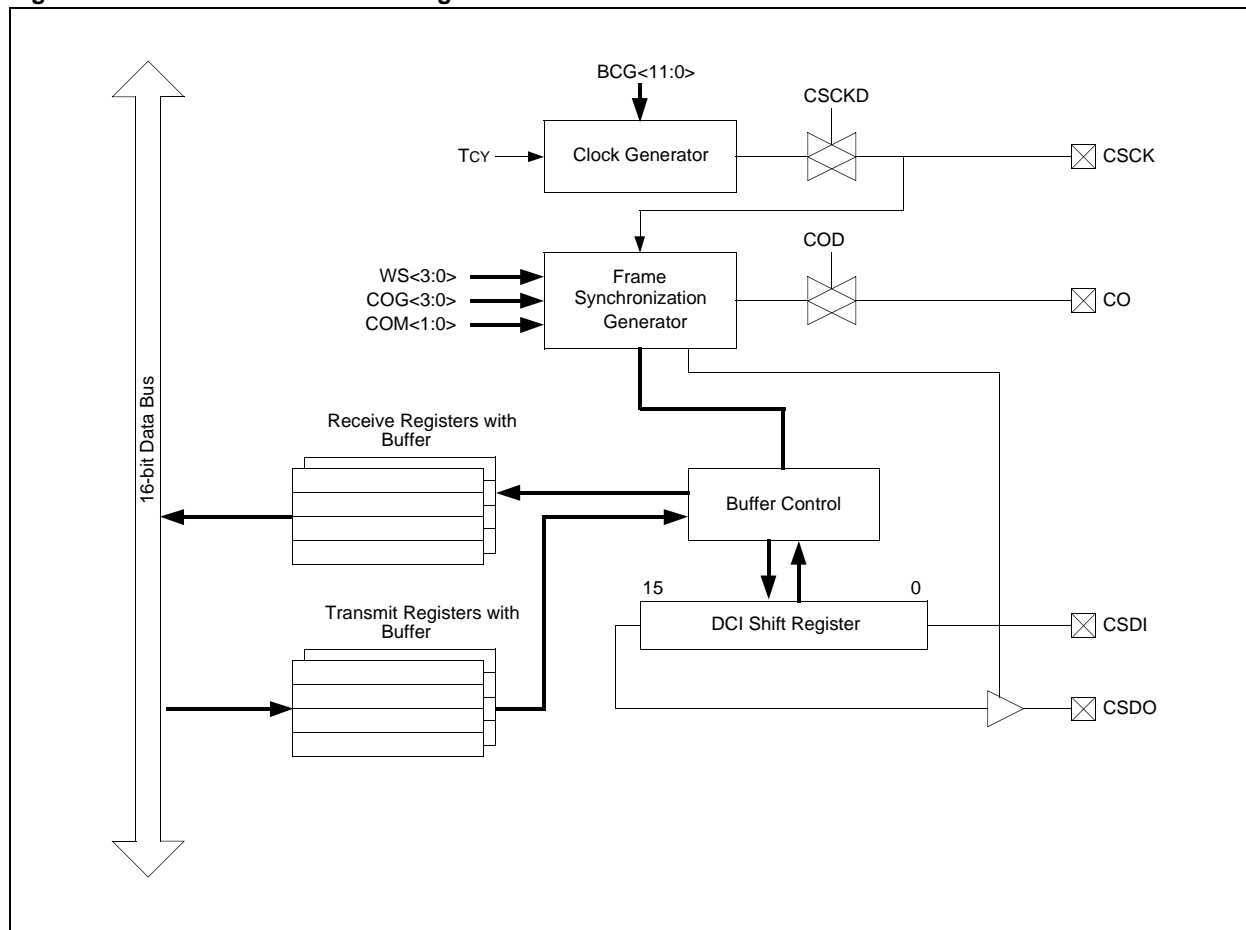 BCG<11:0>
CSCKD
TCY
Clock Generator
CSCK
COD
WS<3:0>
COG<3:0>
COM<1:0>
Frame
Synchronization
Generator
CO
16-bit Data Bus
Receive Registers with
Buffer
Buffer Control
15
0
Transmit Registers with
Buffer
DCI Shift Register
CSDI
CSDO